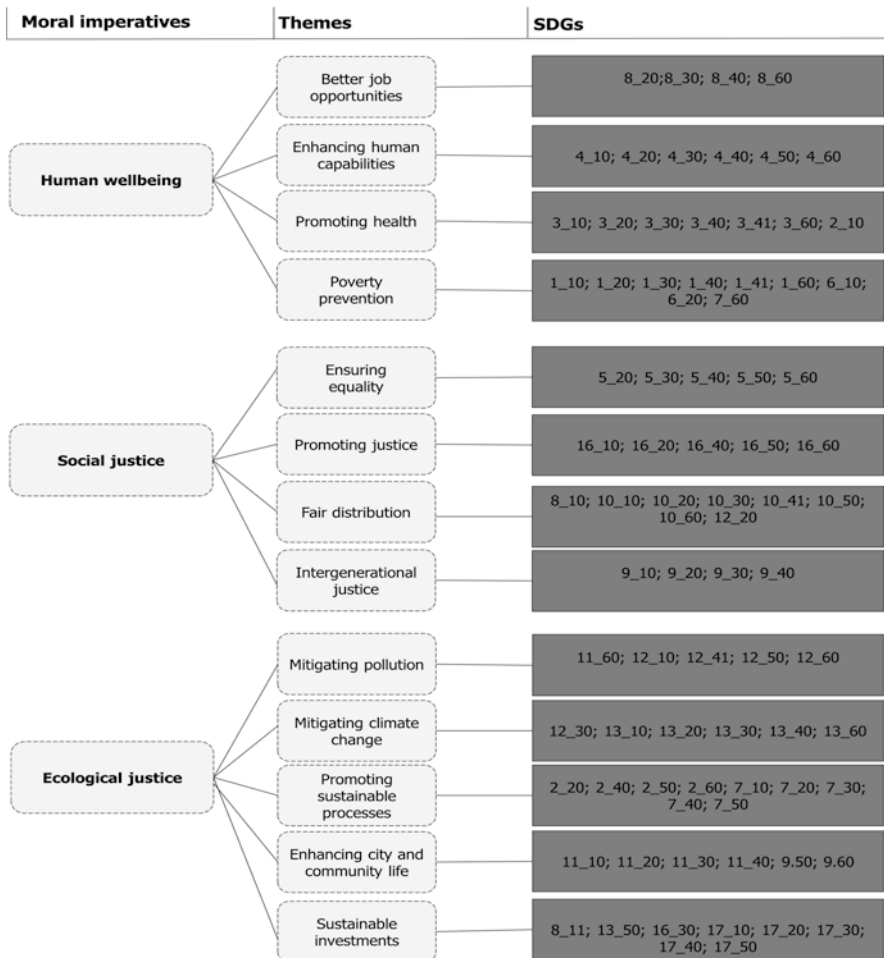 Moral imperatives
Themes
SDGs
Human wellbeing
Better job
opportunities
8_20;8_30; 8_40; 8_60
Enhancing human
capabilities
4_10; 4_20; 4_30; 4_40; 4_50; 4_60
Promoting health
3_10; 3_20; 3_30; 3_40; 3_41; 3_60; 2_10
Poverty
prevention
1_10; 1_20; 1_30; 1_40; 1_41; 1_60; 6_10;
6_20; 7_60
Social justice
Ensuring
equality
5_20; 5_30; 5_40; 5_50; 5_60
Promoting justice
16_10; 16_20; 16_40; 16_50; 16_60
Fair distribution
8_10; 10_10; 10_20; 10_30; 10_41; 10_50;
10_60; 12_20
Intergenerational
justice
9_10; 9_20; 9_30; 9_40
Ecological justice
Mitigating pollution
11_60; 12_10; 12_41; 12_50; 12_60
Mitigating climate
change
12_30; 13_10; 13_20; 13_30; 13_40; 13_60
Promoting
sustainable
processes
2_20; 2_40; 2_50; 2_60; 7_10; 7_20; 7_30;
7_40; 7_50
Enhancing city and
community life
11_10; 11_20; 11_30; 11_40; 9.50; 9.60
Sustainable
investments
8_11; 13_50; 16_30; 17_10; 17_20; 17_30;
17_40; 17_50